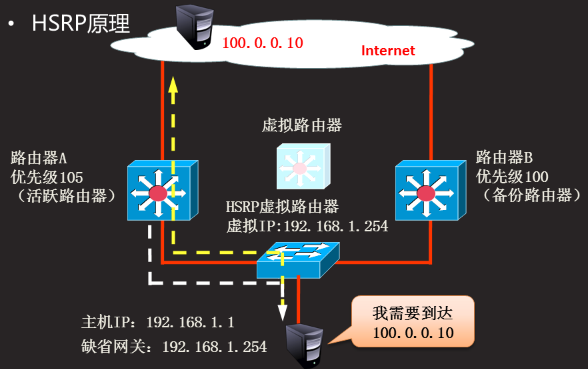 • HSRP原理
100.0.0.10
Internet
虚拟路由器
路由器A
优先级105
（活跃路由器）
路由器B
优先级100
（备份路由器）
HSRP虚拟路由器
虚拟IP:192.168.1.254
主机IP：192.168.1.1
缺省网关：192.168.1.254
我需要到达
100.0.0.10